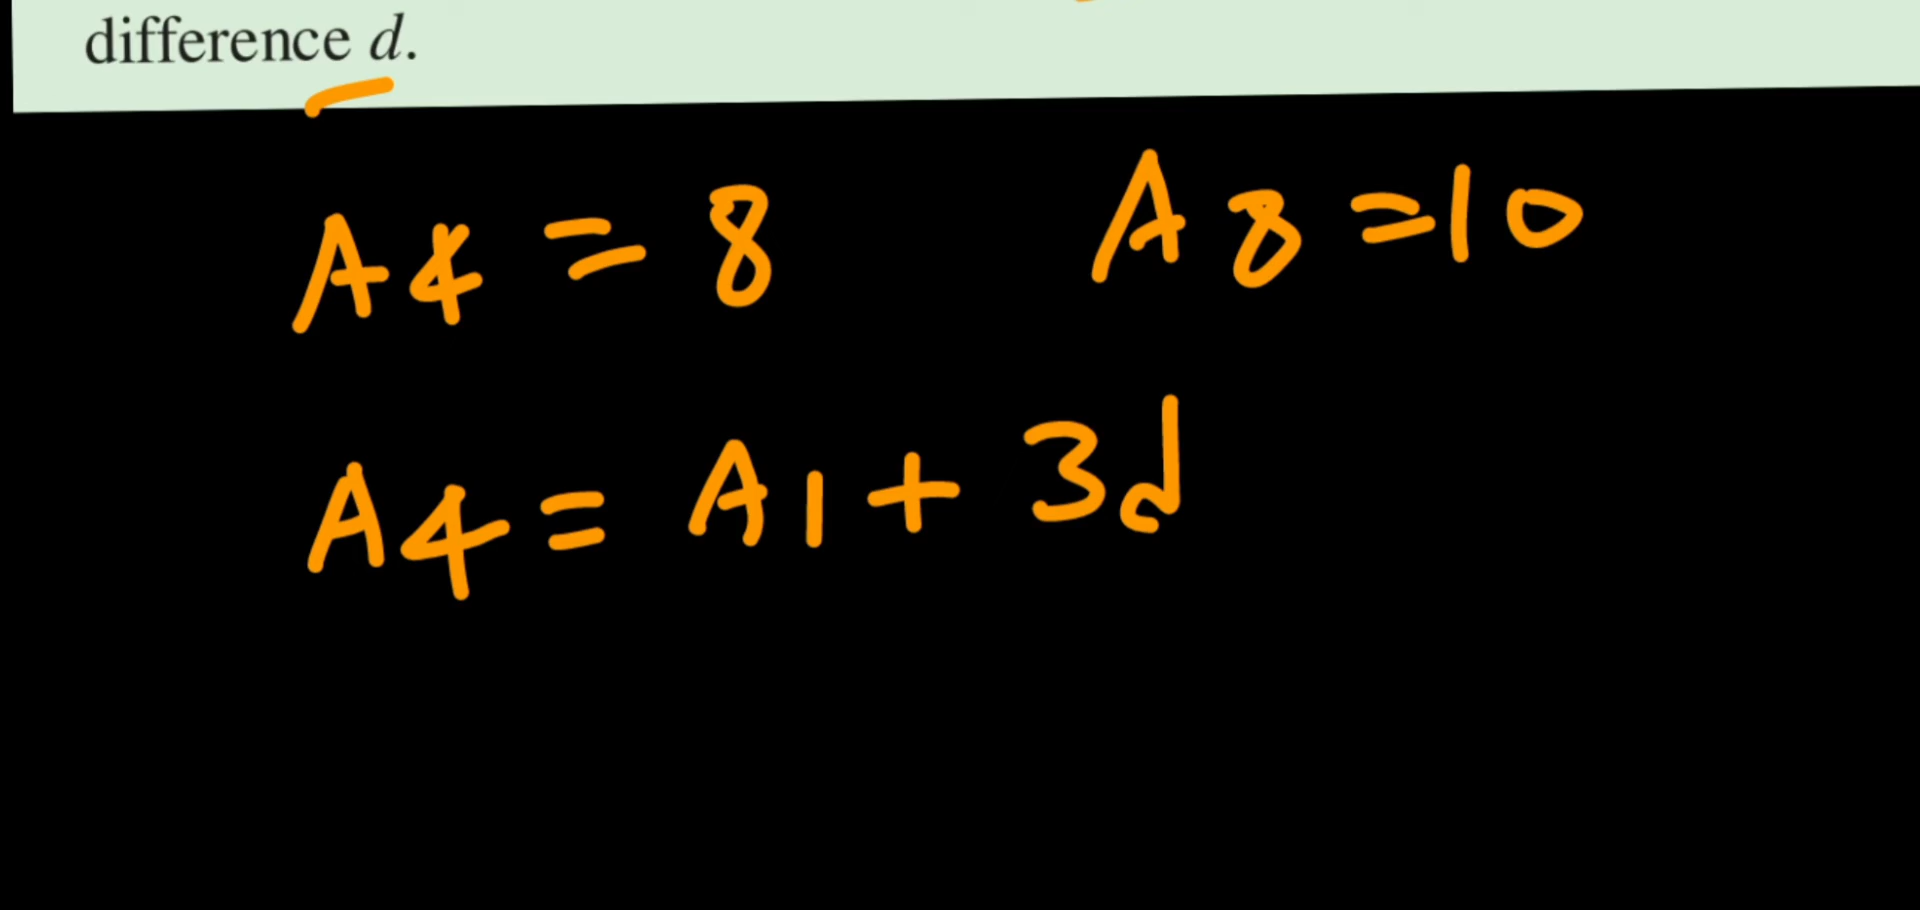 difference d.
A4 = 8 A8 = 10
A4 = A1 + 3d